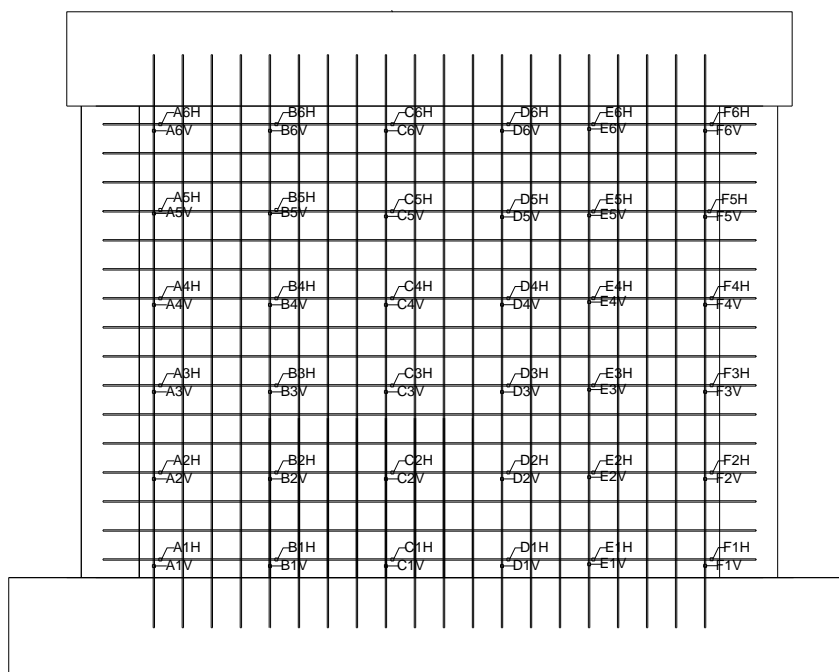 A6H B6H C6H D6H E6H F6H
A6V B6V C6V D6V E6V F6V
A5H B5H C5H D5H E5H F5H
A5V B5V C5V D5V E5V F5V
A4H B4H C4H D4H E4H F4H
A4V B4V C4V D4V E4V F4V
A3H B3H C3H D3H E3H F3H
A3V B3V C3V D3V E3V F3V
A2H B2H C2H D2H E2H F2H
A2V B2V C2V D2V E2V F2V
A1H B1H C1H D1H E1H F1H
A1V B1V C1V D1V E1V F1V